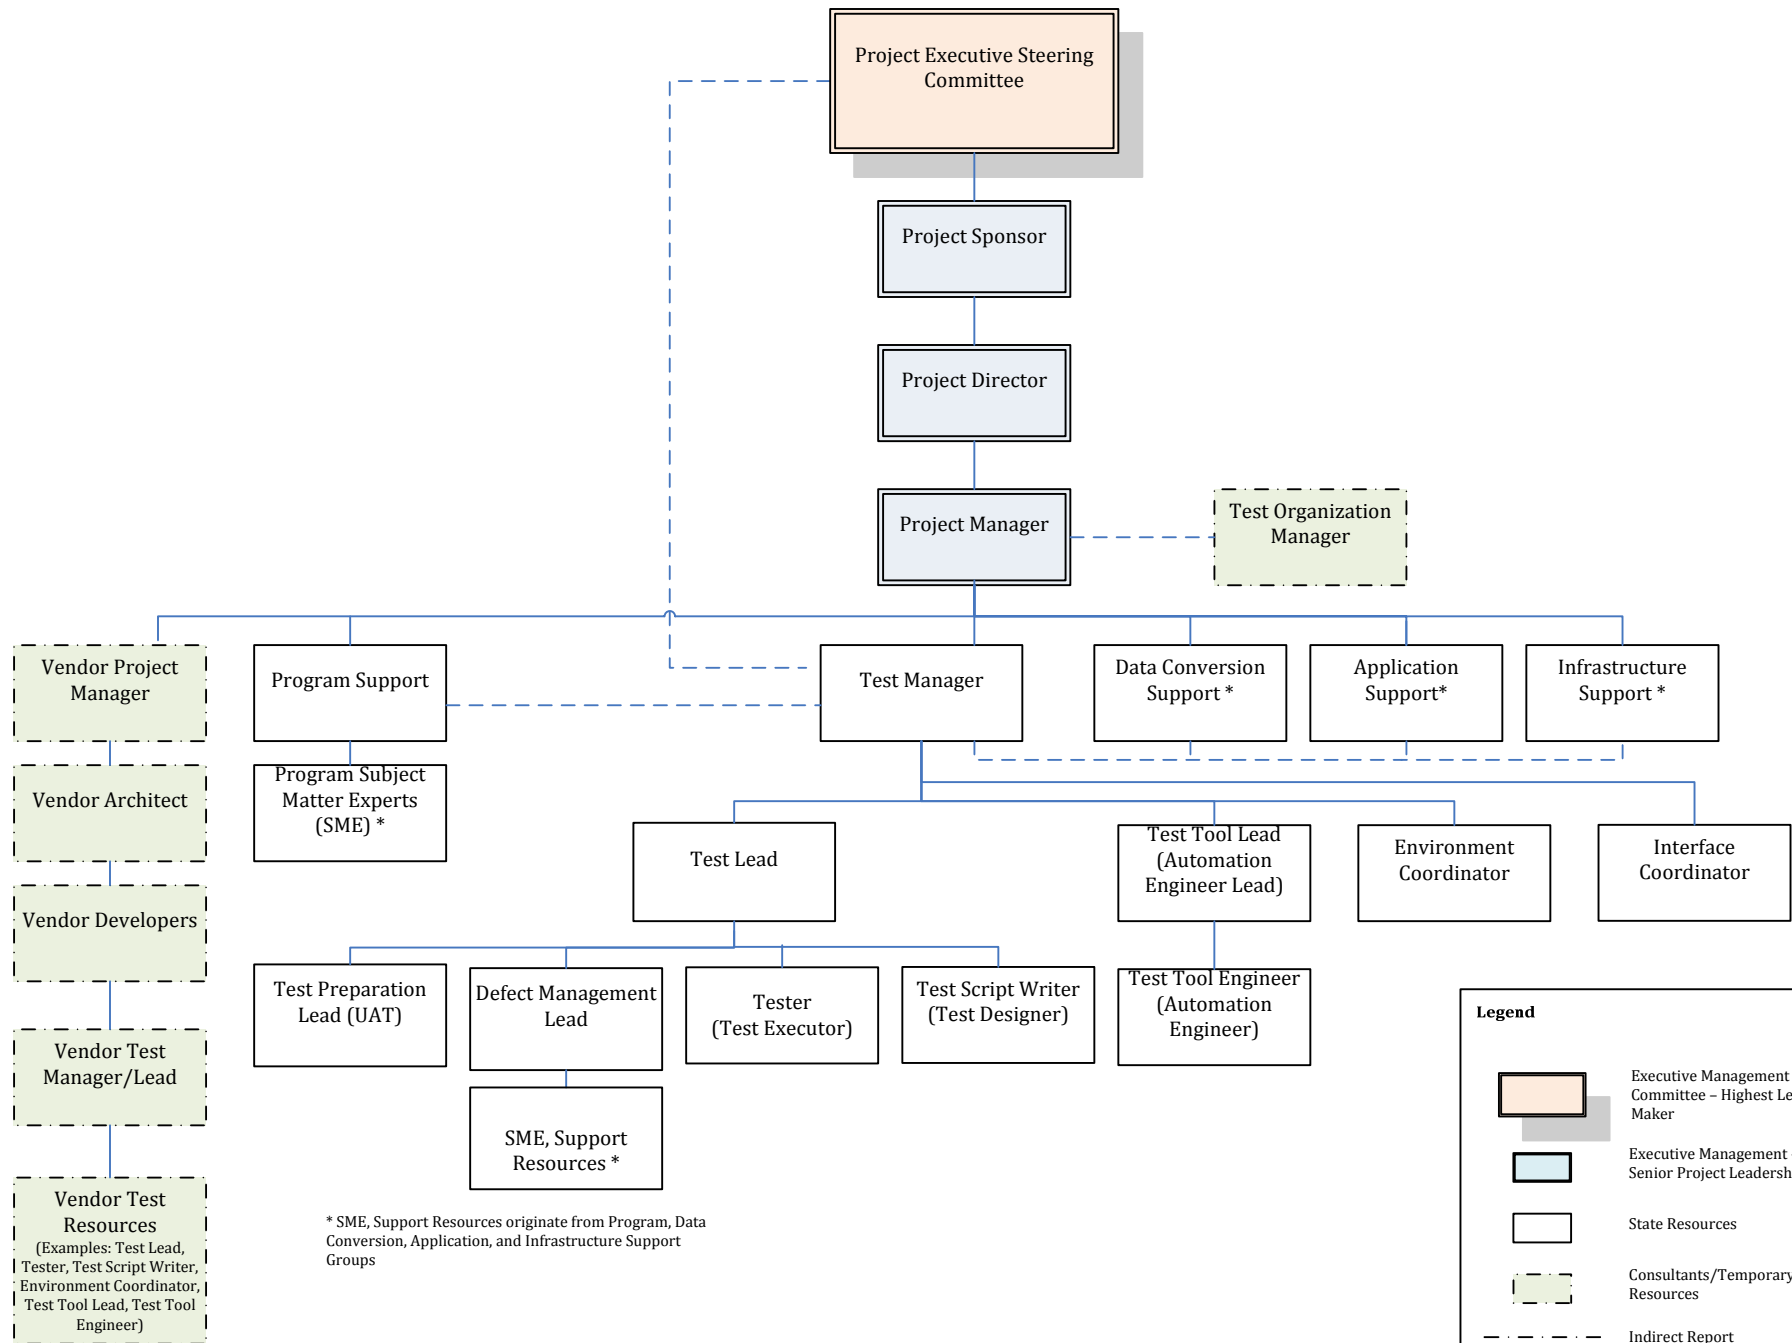 Project Executive Steering
Committee
Project Sponsor
Project Director
Project Manager
Test Organization
Manager
Vendor Project
Manager
Program Support
Test Manager
Data Conversion
Support *
Application
Support*
Infrastructure
Support *
Vendor Architect
Program Subject
Matter Experts
(SME) *
Test Lead
Test Tool Lead
(Automation
Engineer Lead)
Environment
Coordinator
Interface
Coordinator
Vendor Developers
Test Preparation
Lead (UAT)
Defect Management
Lead
Tester
(Test Executor)
Test Script Writer
(Test Designer)
Test Tool Engineer
(Automation
Engineer)
Vendor Test
Manager/Lead
SME, Support
Resources *
Vendor Test
Resources
(Examples: Test Lead,
Tester, Test Script Writer,
Environment Coordinator,
Test Tool Lead, Test Tool
Engineer)
* SME, Support Resources originate from Program, Data
Conversion, Application, and Infrastructure Support
Groups
Legend
Executive Management
Committee – Highest
Maker
Executive Management
Senior Project
State Resources
Consultants/Temporary
Resources
Indirect Report